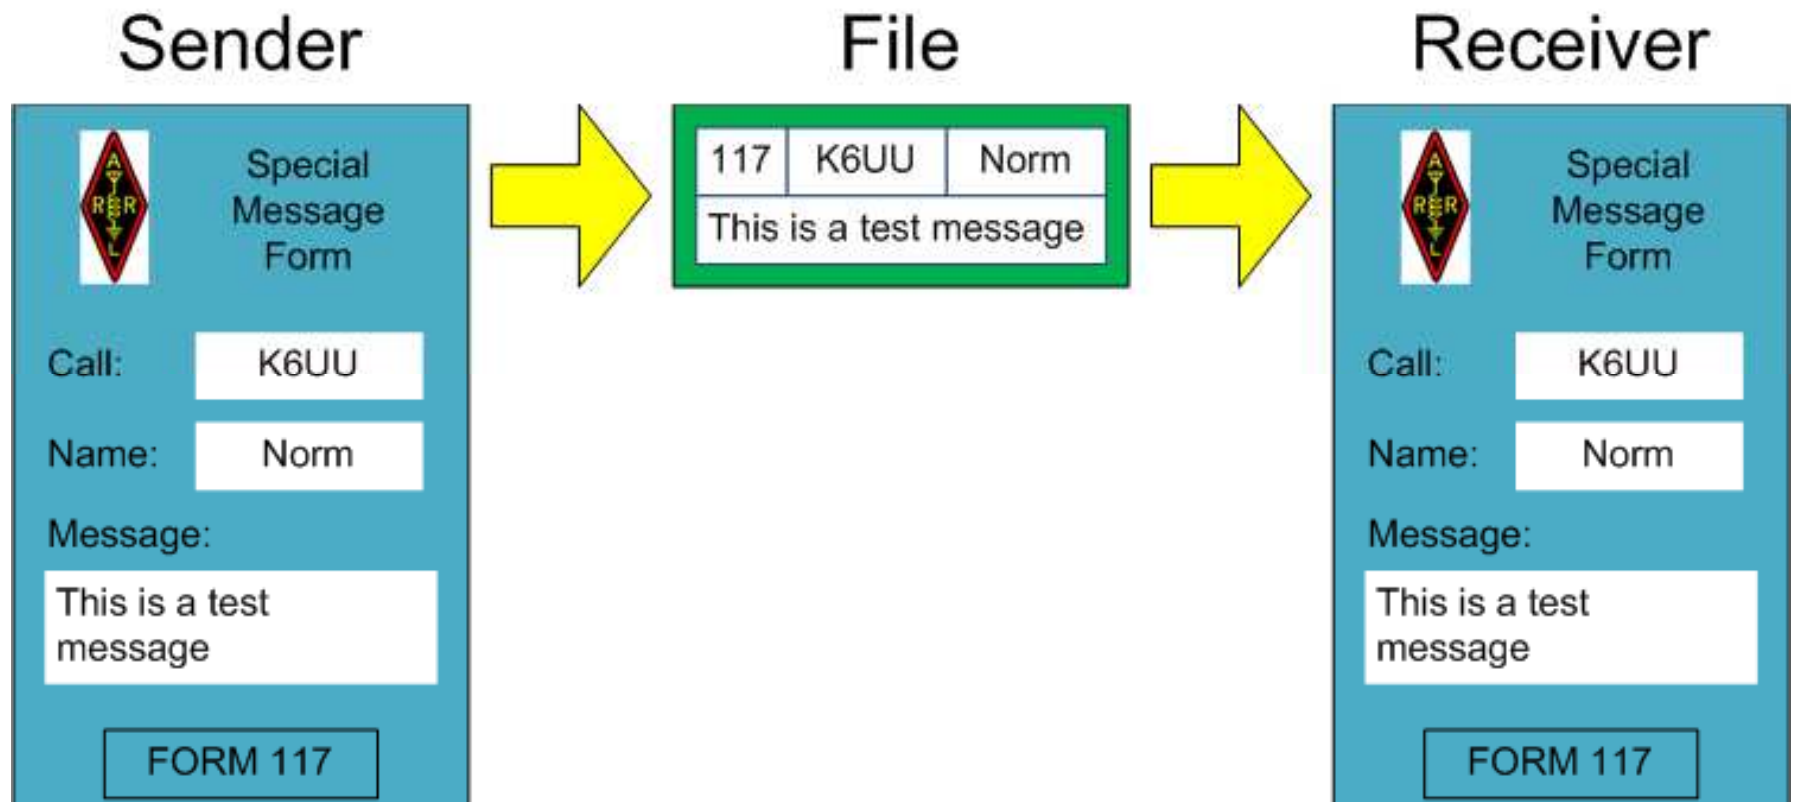 Sender
File
Receiver
A
R R
L
Special
Message
Form
Call:
K6UU
Name:
Norm
Message:
This is a test
message
FORM 117
117
K6UU
Norm
This is a test message
A
R R
L
Special
Message
Form
Call:
K6UU
Name:
Norm
Message:
This is a test
message
FORM 117